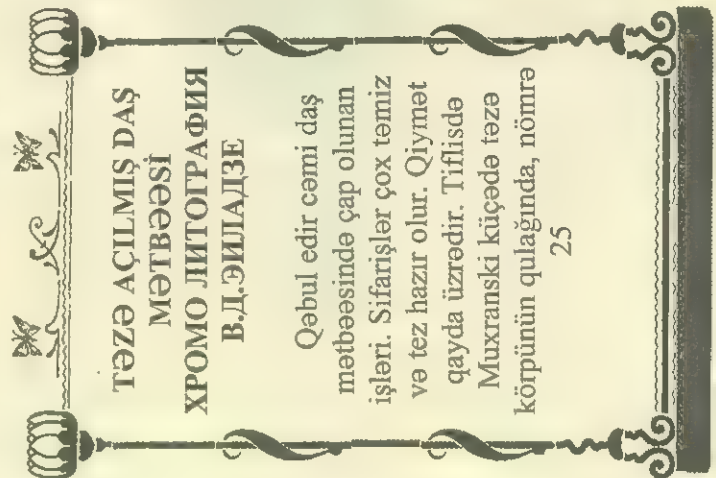 TƏZƏ AÇILMIŞ DAŞ
MƏTBƏƏSİ
ХРОМО ЛИТОГРАФИЯ
В.Д.ЭИЛАДЗЕ
Qəbul edir cəmi daş
mətbəəsində çap olunan
işləri. Sifarişlər çox təmiz
və tez hazır olur. Qiymət
qayda üzrədir. Tiflisdə
Muxranski küçədə təzə
körpünün qulağında, nömrə
25